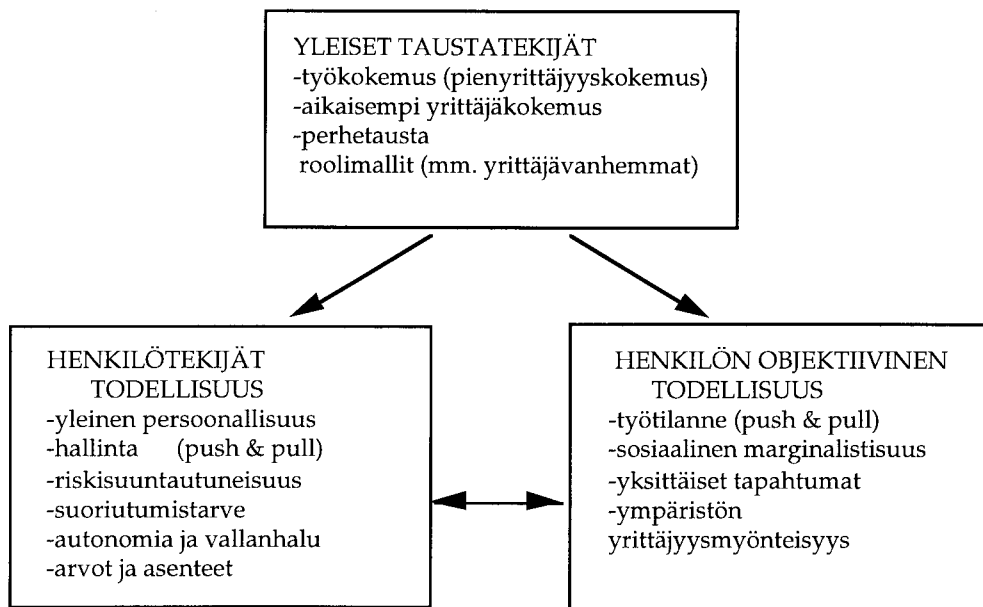 YLEISET TAUSTATEKIJÄT
-työkokemus (pienyrittäjyyskokemus)
-aikaisempi yrittäjäkokemus
-perhetausta
roolimallit (mm. yrittäjävanhemmat)
HENKILÖTEKIJÄT
TODELLISUUS
-yleinen persoonallisuus
-hallinta (push & pull)
-riskisuuntautuneisuus
-suoriutumistarve
-autonomia ja vallanhalu
-arvot ja asenteet
HENKILÖN OBJEKTIIVINEN
TODELLISUUS
-työtilanne (push & pull)
-sosiaalinen marginalistisuus
-yksittäiset tapahtumat
-ympäristön
yrittäjyysmyönteisyys